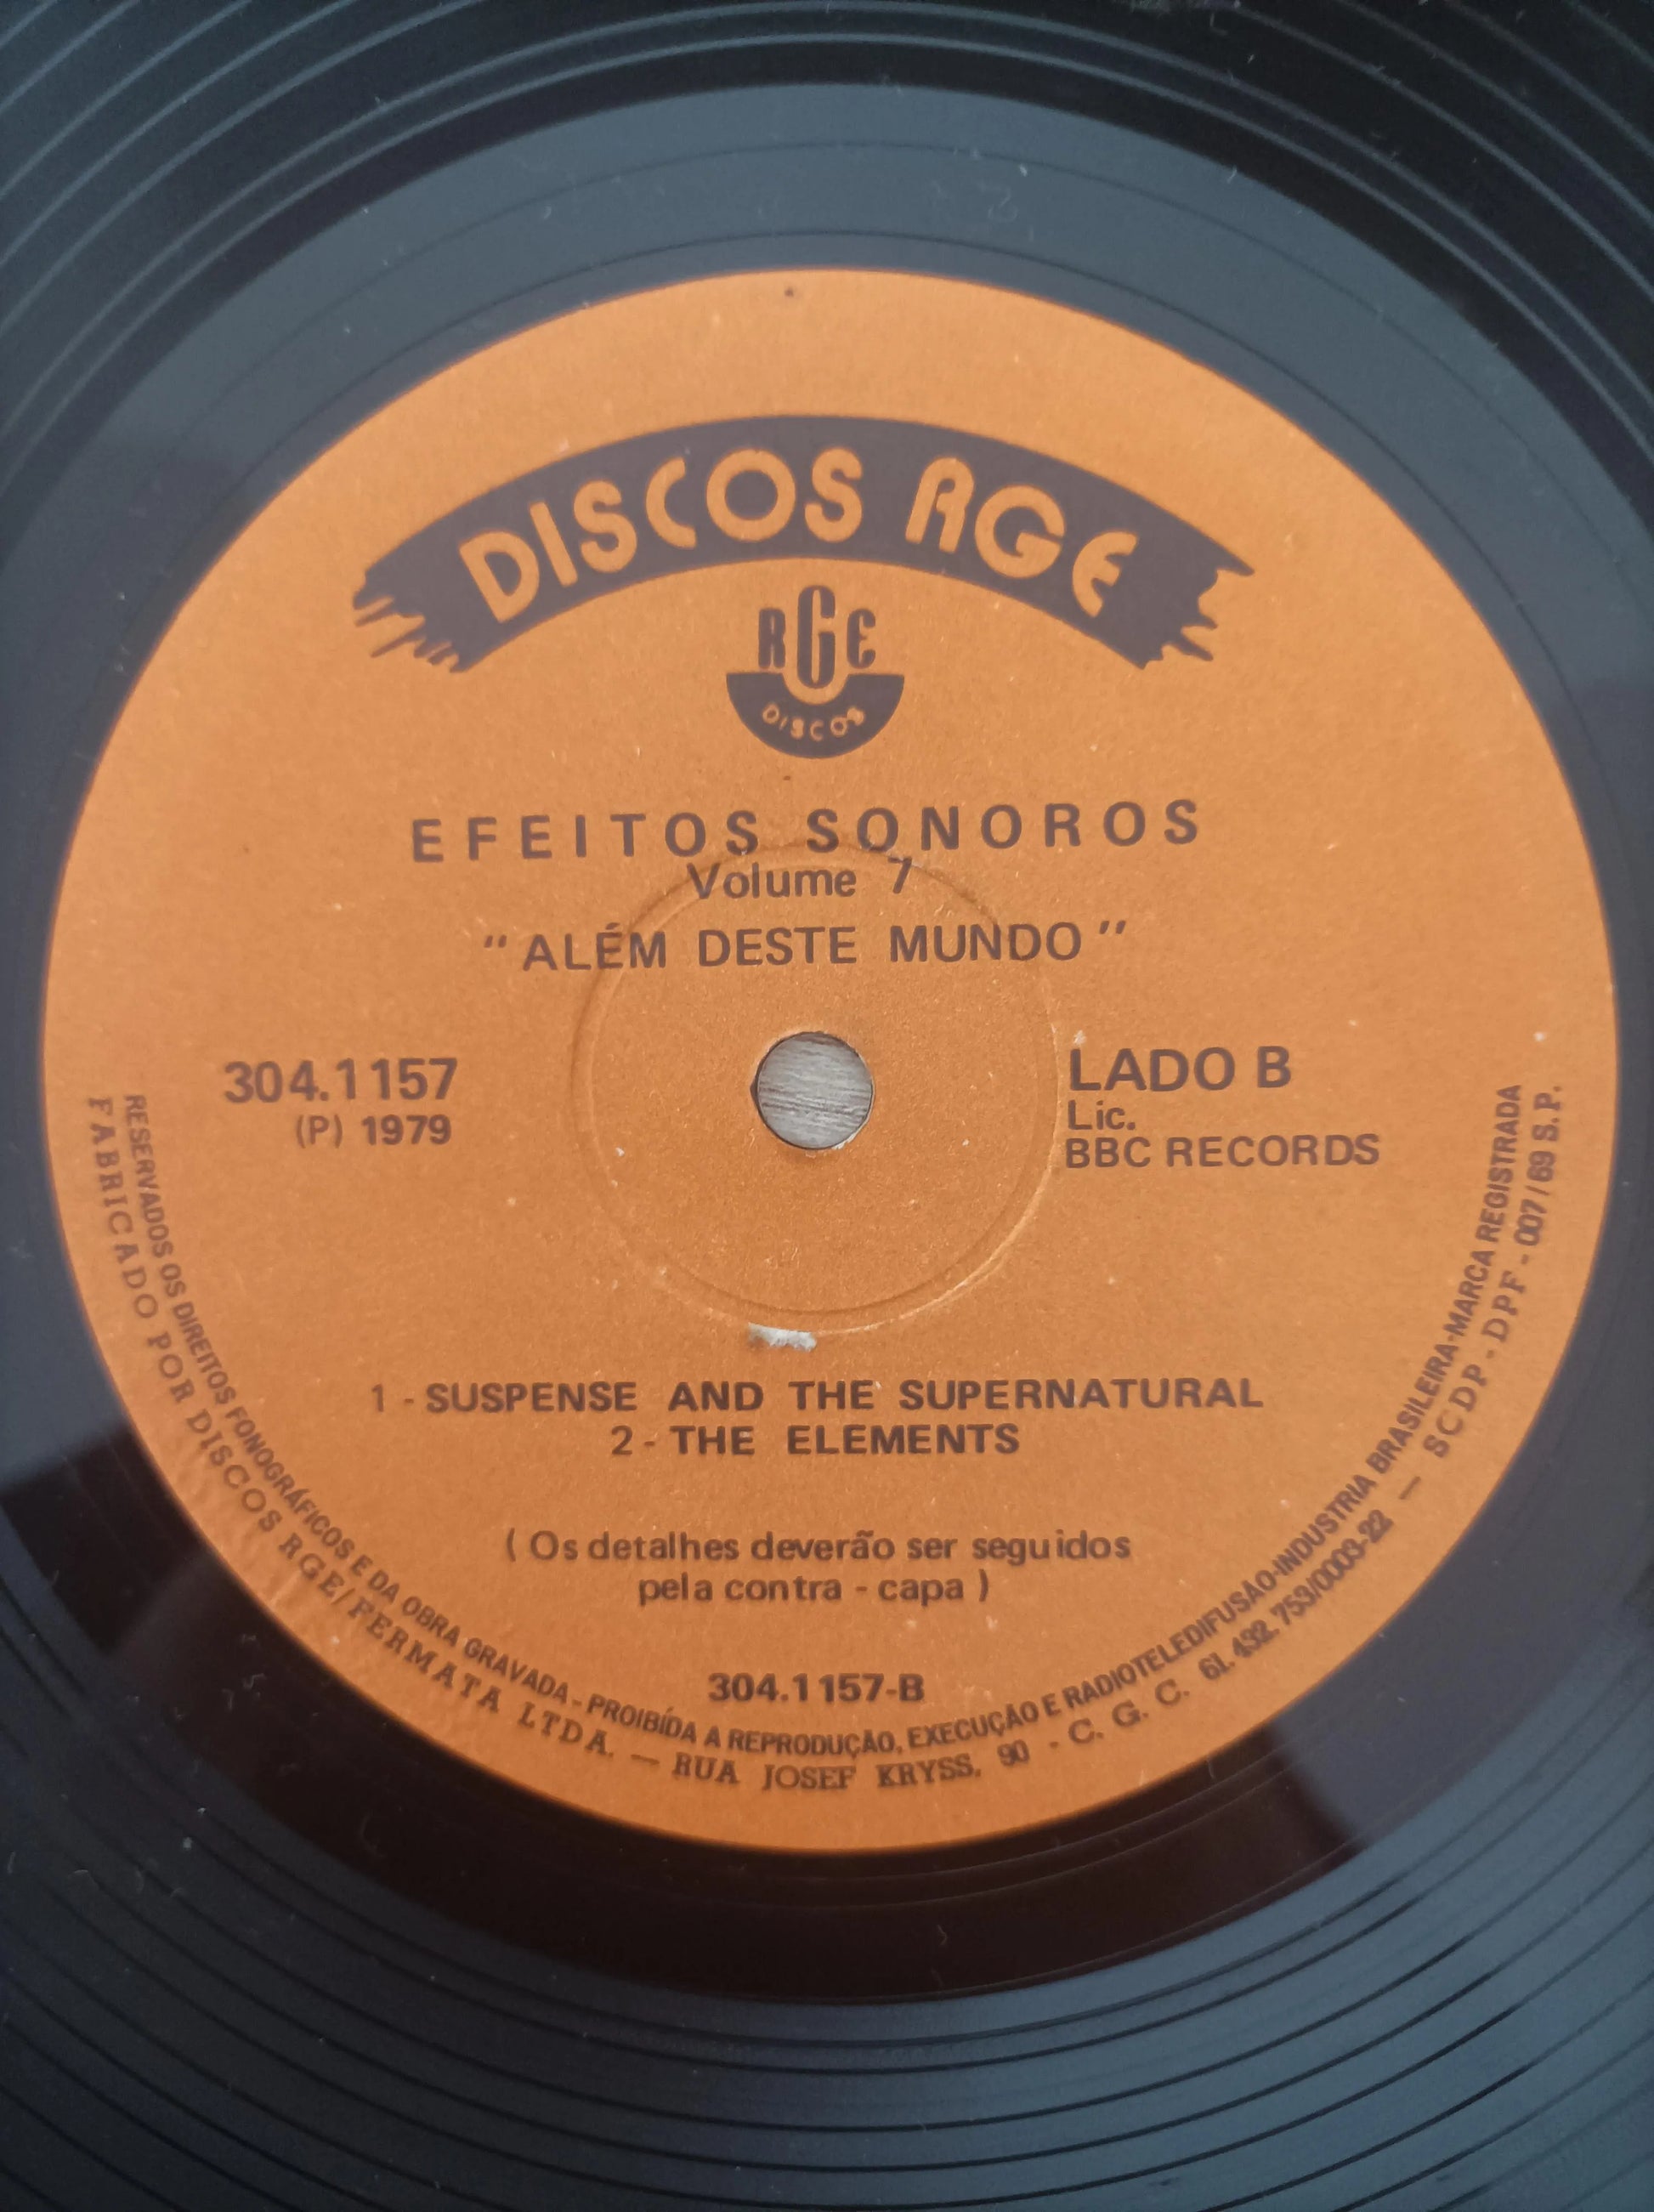 DISCOS RGE
RGE
DISCOS
EFEITOS SONOROS
Volume 7
"ALÉM DESTE MUNDO"
304.1157
(P) 1979
LADO B
Lic.
BBC RECORDS
1 - SUSPENSE AND THE SUPERNATURAL
2 - THE ELEMENTS
( Os detalhes deverão ser seguidos
pela contra - capa )
304.1157-B
RESERVADOS OS DIREITOS FONOGRÁFICOS E DA OBRA GRAVADA - PROIBÍDA A REPRODUÇÃO, EXECUÇÃO E RADIOTELEDIFUSÃO-INDUSTRIA BRASILEIRA-MARCA REGISTRADA
FABRICADO POR DISCOS RGE/FERMATA LTDA. — RUA JOSEF KRYSS, 90 - C. G. C. 61. 492. 753/0003-22 — SCDP - DPF - 007/69 S.P.